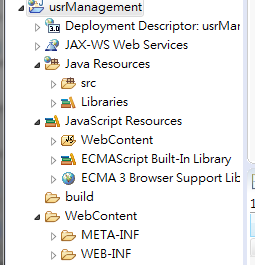 usrManagement
Deployment Descriptor: usrMan
JAX-WS Web Services
Java Resources
src
Libraries
JavaScript Resources
WebContent
ECMAScript Built-In Library
ECMA 3 Browser Support Lib
build
WebContent
META-INF
WEB-INF